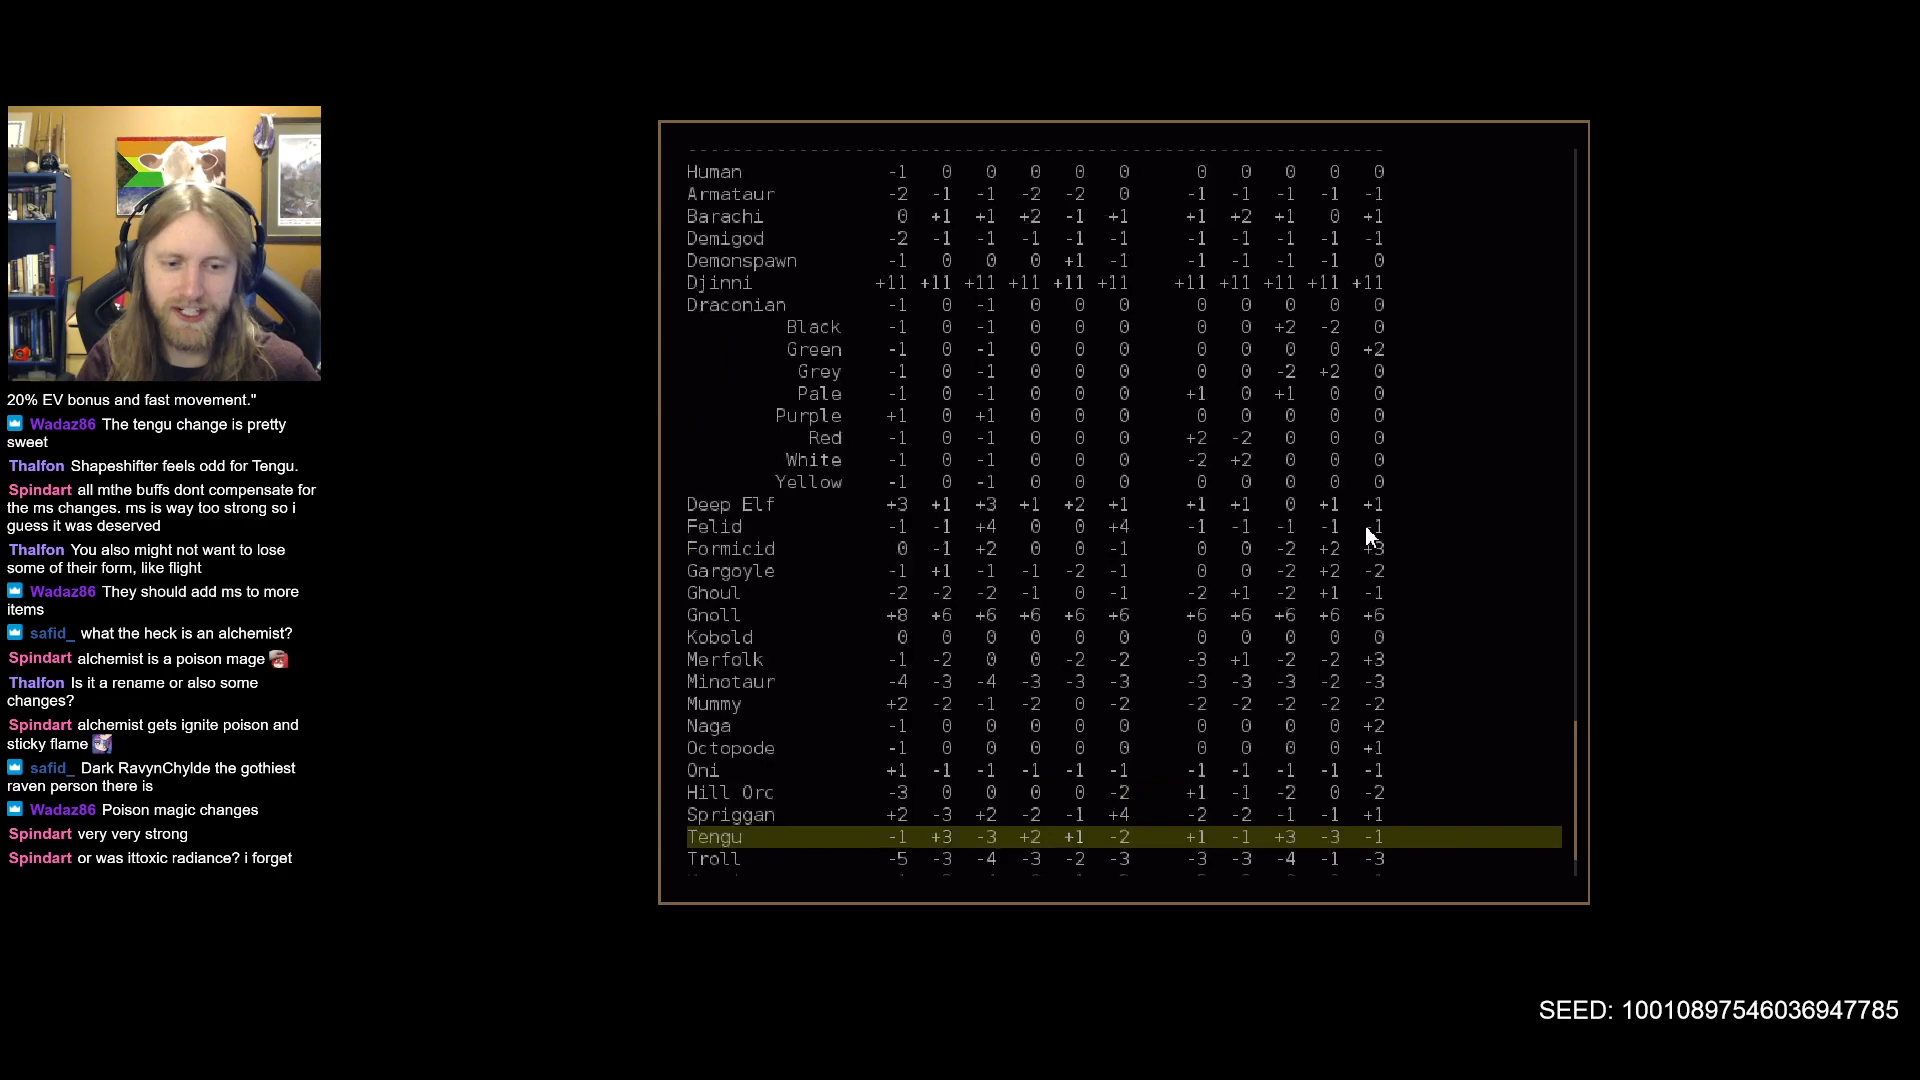 20% EV bonus and fast movement."
Wadaz86 The tengu change is pretty
sweet
Thalfon Shapeshifter feels odd for Tengu.
Spindart all mthe buffs dont compensate for
the ms changes. ms is way too strong so i
guess it was deserved
Thalfon You also might not want to lose
some of their form, like flight
Wadaz86 They should add ms to more
items
safid_ what the heck is an alchemist?
Spindart alchemist is a poison mage
Thalfon Is it a rename or also some
changes?
Spindart alchemist gets ignite poison and
sticky flame
safid_ Dark RavynChylde the gothiest
raven person there is
Wadaz86 Poison magic changes
Spindart very very strong
Spindart or was ittoxic radiance? i forget
Human -1 0 0 0 0 0 0 0 0 0 0
Armataur -2 -1 -1 -2 -2 0 -1 -1 -1 -1 -1
Barachi 0 +1 +1 +2 -1 +1 +1 +2 +1 0 +1
Demigod -2 -1 -1 -1 -1 -1 -1 -1 -1 -1 -1
Demonspawn -1 0 0 0 +1 -1 -1 -1 -1 -1 0
Djinni +11 +11 +11 +11 +11 +11 +11 +11 +11 +11 +11
Draconian -1 0 -1 0 0 0 0 0 0 0 0
Black -1 0 -1 0 0 0 0 0 +2 -2 0
Green -1 0 -1 0 0 0 0 0 0 0 +2
Grey -1 0 -1 0 0 0 0 0 -2 +2 0
Pale -1 0 -1 0 0 0 +1 0 +1 0 0
Purple +1 0 +1 0 0 0 0 0 0 0 0
Red -1 0 -1 0 0 0 +2 -2 0 0 0
White -1 0 -1 0 0 0 -2 +2 0 0 0
Yellow -1 0 -1 0 0 0 0 0 0 0 0
Deep Elf +3 +1 +3 +1 +2 +1 +1 +1 0 +1 +1
Felid -1 -1 +4 0 0 +4 -1 -1 -1 -1 -1
Formicid 0 -1 +2 0 0 -1 0 0 -2 +2 +3
Gargoyle -1 +1 -1 -1 -2 -1 0 0 -2 +2 -2
Ghoul -2 -2 -2 -1 0 -1 -2 +1 -2 +1 -1
Gnoll +8 +6 +6 +6 +6 +6 +6 +6 +6 +6 +6
Kobold 0 0 0 0 0 0 0 0 0 0 0
Merfolk -1 -2 0 0 -2 -2 -3 +1 -2 -2 +3
Minotaur -4 -3 -4 -3 -3 -3 -3 -3 -3 -2 -3
Mummy +2 -2 -1 -2 0 -2 -2 -2 -2 -2 -2
Naga -1 0 0 0 0 0 0 0 0 0 +2
Octopode -1 0 0 0 0 0 0 0 0 0 +1
Oni +1 -1 -1 -1 -1 -1 -1 -1 -1 -1 -1
Hill Orc -3 0 0 0 0 -2 +1 -1 -2 0 -2
Spriggan +2 -3 +2 -2 -1 +4 -2 -2 -1 -1 +1
Tengu -1 +3 -3 +2 +1 -2 +1 -1 +3 -3 -1
Troll -5 -3 -4 -3 -2 -3 -3 -3 -4 -1 -3
SEED: 10010897546036947785